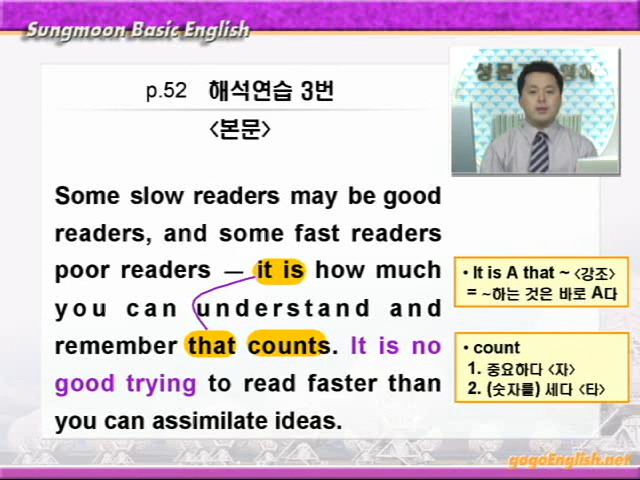 Sungmoon Basic English
p.52 해석연습 3번
<본문>
Some slow readers may be good
readers, and some fast readers
poor readers — it is how much
you can understand and
remember that counts. It is no
good trying to read faster than
you can assimilate ideas.
• It is A that ~ <강조>
= ~하는 것은 바로 A다
• count
1. 중요하다 <자>
2. (숫자를) 세다 <타>
gogoEnglish.net